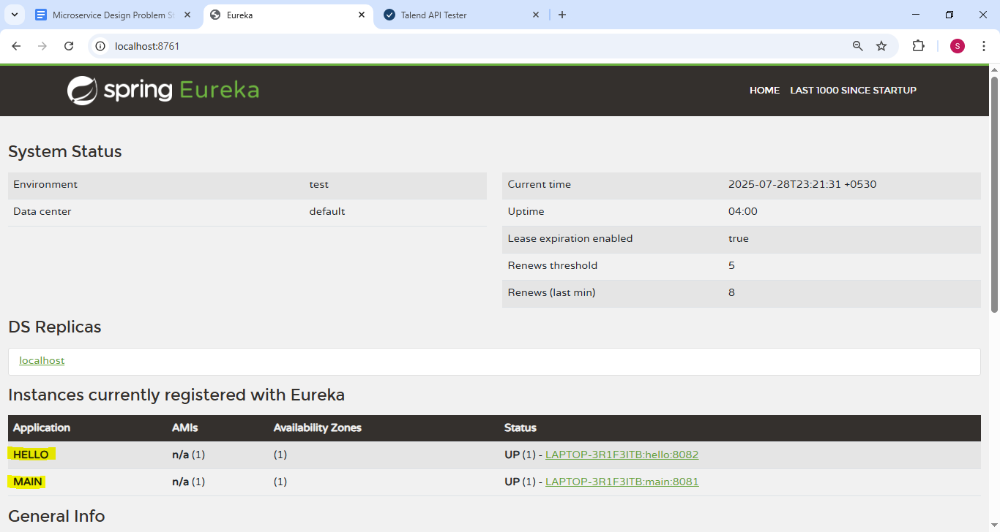 Microservice Design Problem St
Eureka
Talend API Tester
localhost:8761
S
spring Eureka
HOME LAST 1000 SINCE STARTUP
System Status
Environment test
Data center default
Current time 2025-07-28T23:21:31 +0530
Uptime 04:00
Lease expiration enabled true
Renews threshold 5
Renews (last min) 8
DS Replicas
localhost
Instances currently registered with Eureka
Application AMIs Availability Zones Status
HELLO n/a (1) (1) UP (1) - LAPTOP-3R1F3ITB:hello:8082
MAIN n/a (1) (1) UP (1) - LAPTOP-3R1F3ITB:main:8081
General Info